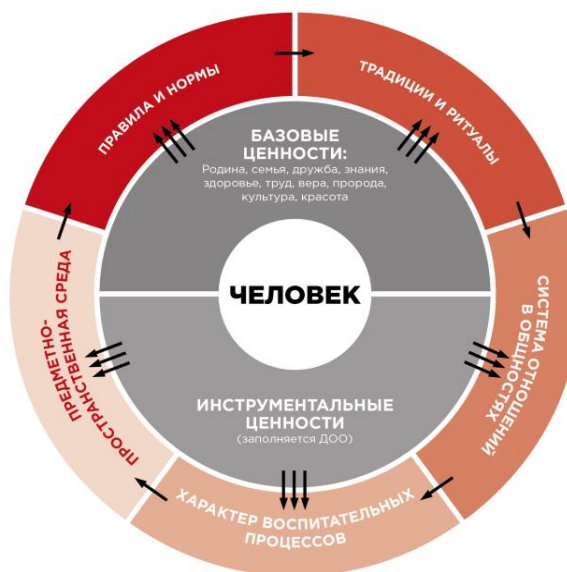 ПРАВИЛА И НОРМЫ
ТРАДИЦИИ И РИТУАЛЫ
БАЗОВЫЕ
ЦЕННОСТИ:
Родина, семья, дружба, знания,
здоровье, труд, вера, пророда,
культура, красота
ЧЕЛОВЕК
ПРЕДМЕТНО-
ПРОСТРАНСТВЕННАЯ СРЕДА
СИСТЕМА ОТНОШЕНИЙ
В ОБЩНОСТЯХ
ИНСТРУМЕНТАЛЬНЫЕ
ЦЕННОСТИ
(заполняется ДОО)
ХАРАКТЕР ВОСПИТАТЕЛЬНЫХ
ПРОЦЕССОВ